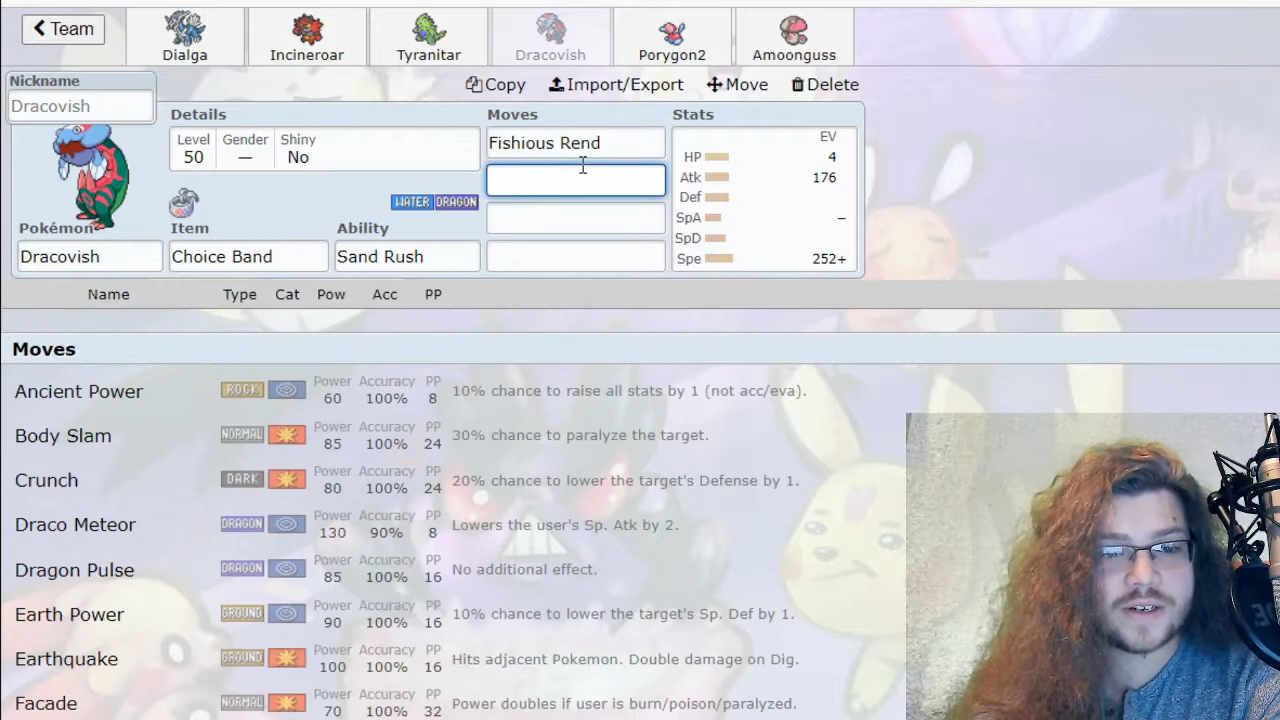 Team
Dialga
Incineroar
Tyranitar
Dracovish
Porygon2
Amoonguss
Nickname
Dracovish
Copy
Import/Export
Move
Delete
Details
Moves
Stats
Level
Gender
Shiny
50
—
No
Fishious Rend
EV
HP
4
Atk
176
Def
SpA
–
SpD
Spe
252+
WATER
DRAGON
Pokémon
Item
Ability
Dracovish
Choice Band
Sand Rush
Name Type Cat Pow Acc PP
Moves
Ancient Power ROCK Power 60 Accuracy 100% PP 8 10% chance to raise all stats by 1 (not acc/eva).
Body Slam NORMAL Power 85 Accuracy 100% PP 24 30% chance to paralyze the target.
Crunch DARK Power 80 Accuracy 100% PP 24 20% chance to lower the target's Defense by 1.
Draco Meteor DRAGON Power 130 Accuracy 90% PP 8 Lowers the user's Sp. Atk by 2.
Dragon Pulse DRAGON Power 85 Accuracy 100% PP 16 No additional effect.
Earth Power GROUND Power 90 Accuracy 100% PP 16 10% chance to lower the target's Sp. Def by 1.
Earthquake GROUND Power 100 Accuracy 100% PP 16 Hits adjacent Pokemon. Double damage on Dig.
Facade NORMAL Power 70 Accuracy 100% PP 32 Power doubles if user is burn/poison/paralyzed.